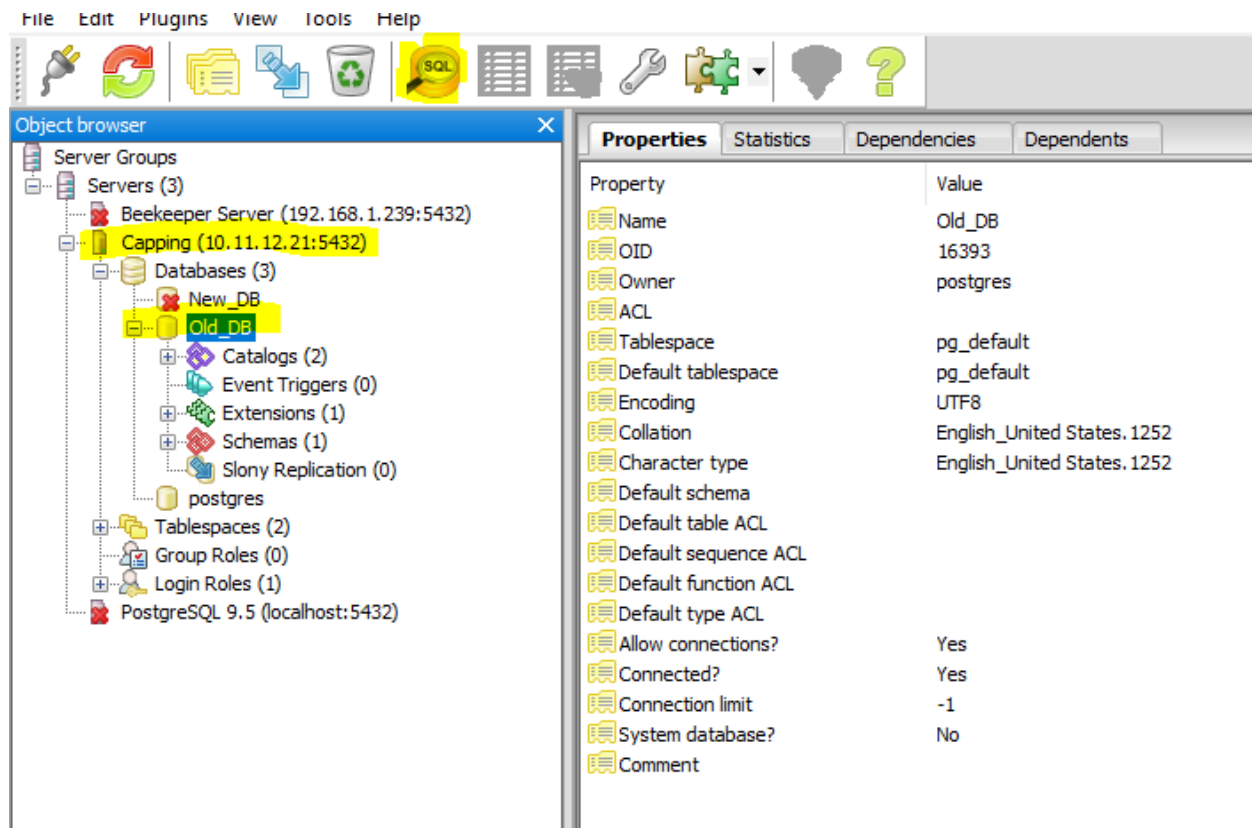 File Edit Plugins View Tools Help
SQL
Object browser
Server Groups
Servers (3)
Beekeeper Server (192.168.1.239:5432)
Capping (10.11.12.21:5432)
Databases (3)
New_DB
Old_DB
Catalogs (2)
Event Triggers (0)
Extensions (1)
Schemas (1)
Slony Replication (0)
postgres
Tablespaces (2)
Group Roles (0)
Login Roles (1)
PostgreSQL 9.5 (localhost:5432)
Properties Statistics Dependencies Dependents
Property Value
Name Old_DB
OID 16393
Owner postgres
ACL
Tablespace pg_default
Default tablespace pg_default
Encoding UTF8
Collation English_United States.1252
Character type English_United States.1252
Default schema
Default table ACL
Default sequence ACL
Default function ACL
Default type ACL
Allow connections? Yes
Connected? Yes
Connection limit -1
System database? No
Comment